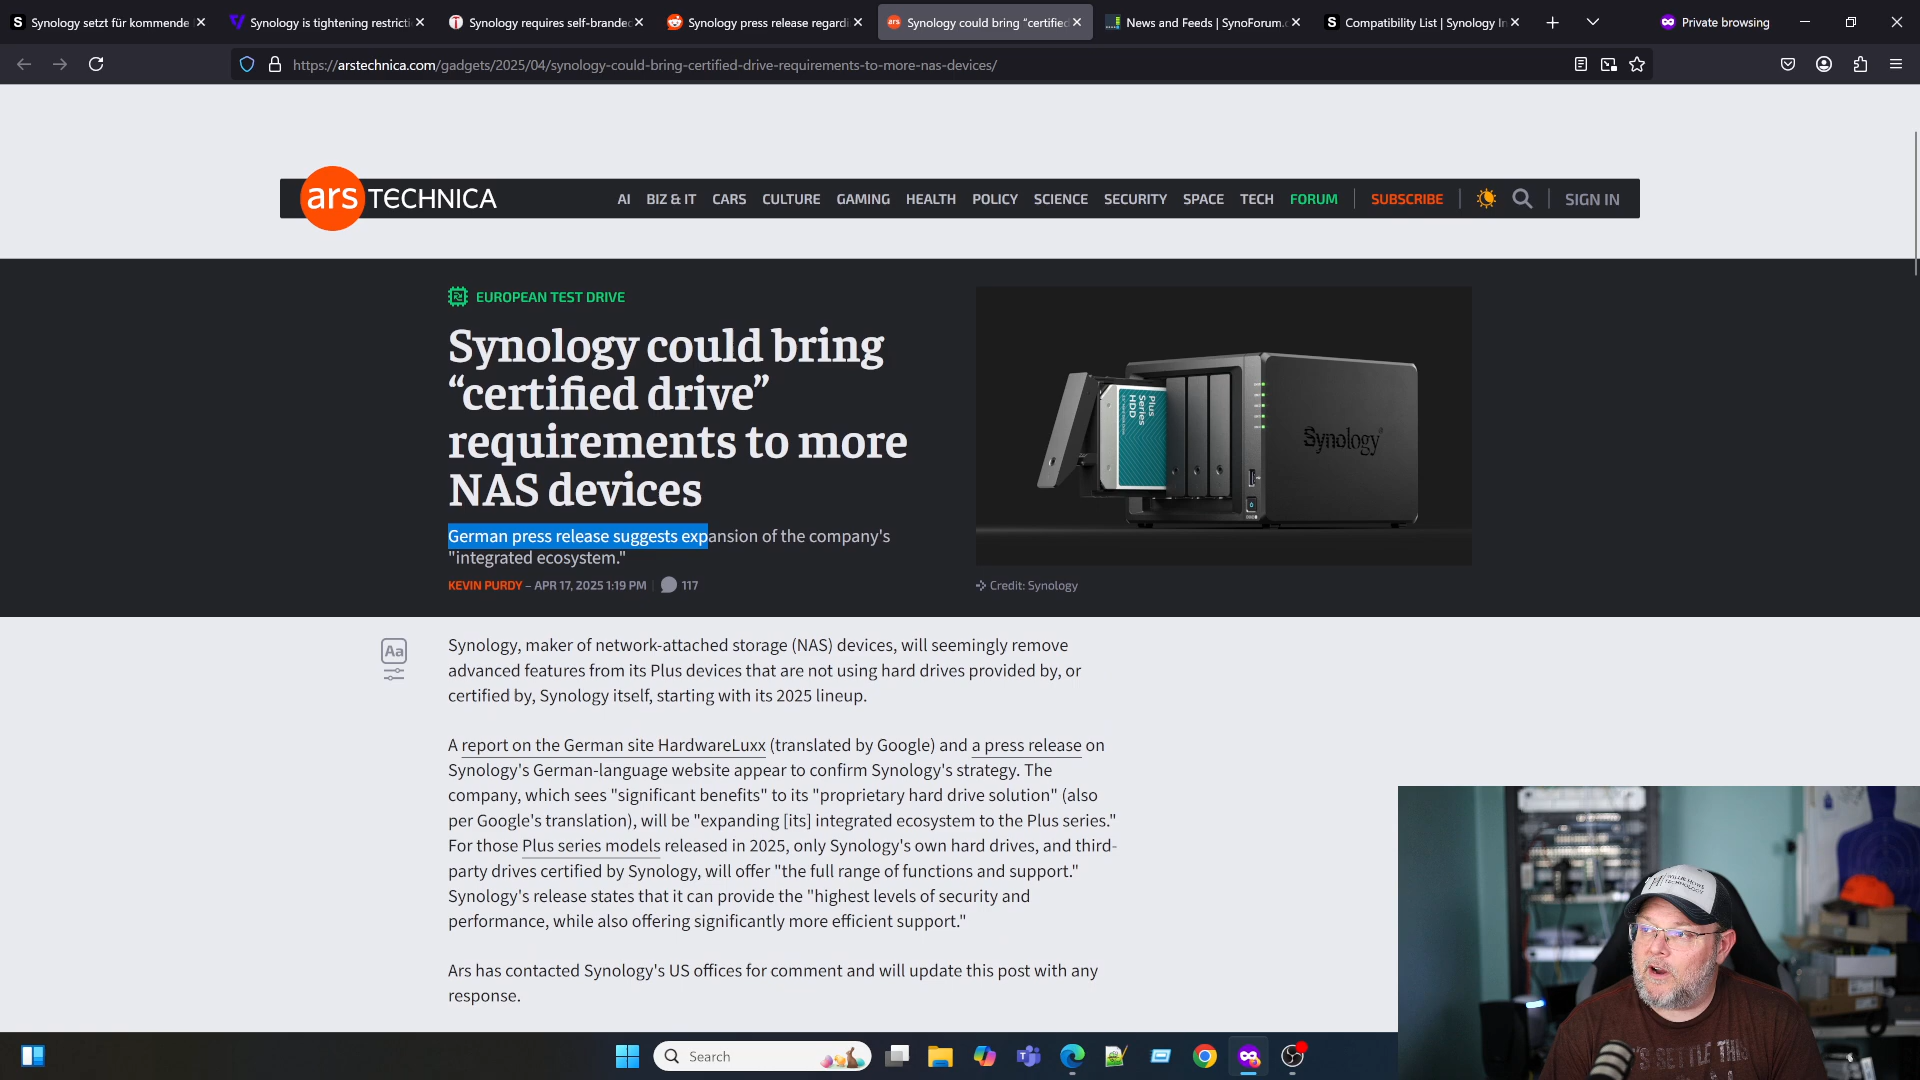 Synology setzt für kommende
Synology is tightening restricti
Synology requires self-brande
Synology press release regardi
Synology could bring "certified
News and Feeds | SynoForum.c
Compatibility List | Synology In
Private browsing
https://arstechnica.com/gadgets/2025/04/synology-could-bring-certified-drive-requirements-to-more-nas-devices/
ars TECHNICA
AI BIZ & IT CARS CULTURE GAMING HEALTH POLICY SCIENCE SECURITY SPACE TECH FORUM SUBSCRIBE SIGN IN
EUROPEAN TEST DRIVE
Synology could bring
“certified drive”
requirements to more
NAS devices
German press release suggests expansion of the company's
"integrated ecosystem."
KEVIN PURDY – APR 17, 2025 1:19 PM 117
Plus
Series
HDD
Synology
Credit: Synology
Aa
Synology, maker of network-attached storage (NAS) devices, will seemingly remove
advanced features from its Plus devices that are not using hard drives provided by, or
certified by, Synology itself, starting with its 2025 lineup.
A report on the German site HardwareLuxx (translated by Google) and a press release on
Synology's German-language website appear to confirm Synology's strategy. The
company, which sees "significant benefits" to its "proprietary hard drive solution" (also
per Google's translation), will be "expanding [its] integrated ecosystem to the Plus series."
For those Plus series models released in 2025, only Synology's own hard drives, and third-
party drives certified by Synology, will offer "the full range of functions and support."
Synology's release states that it can provide the "highest levels of security and
performance, while also offering significantly more efficient support."
Ars has contacted Synology's US offices for comment and will update this post with any
response.
WILLIE HOWE
TECHNOLOGY
'S SETTLE THIS
Search